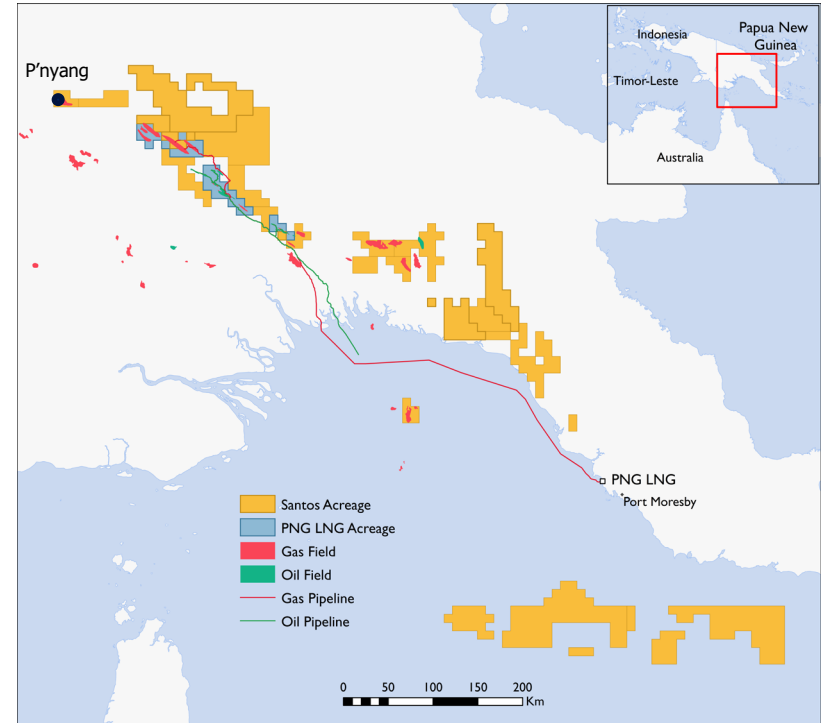 Indonesia
Papua New
Guinea
Timor-Leste
Australia
P'nyang
PNG LNG
Port Moresby
Santos Acreage
PNG LNG Acreage
Gas Field
Oil Field
Gas Pipeline
Oil Pipeline
0 50 100 150 200
Km